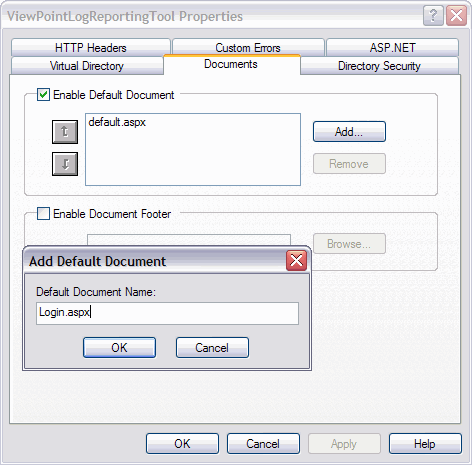 ViewPointLogReportingTool Properties
HTTP Headers Custom Errors ASP.NET
Virtual Directory Documents Directory Security
Enable Default Document
default.aspx
Add...
Remove
Enable Document Footer
Browse...
Add Default Document
Default Document Name:
Login.aspx
OK Cancel
OK Cancel Apply Help